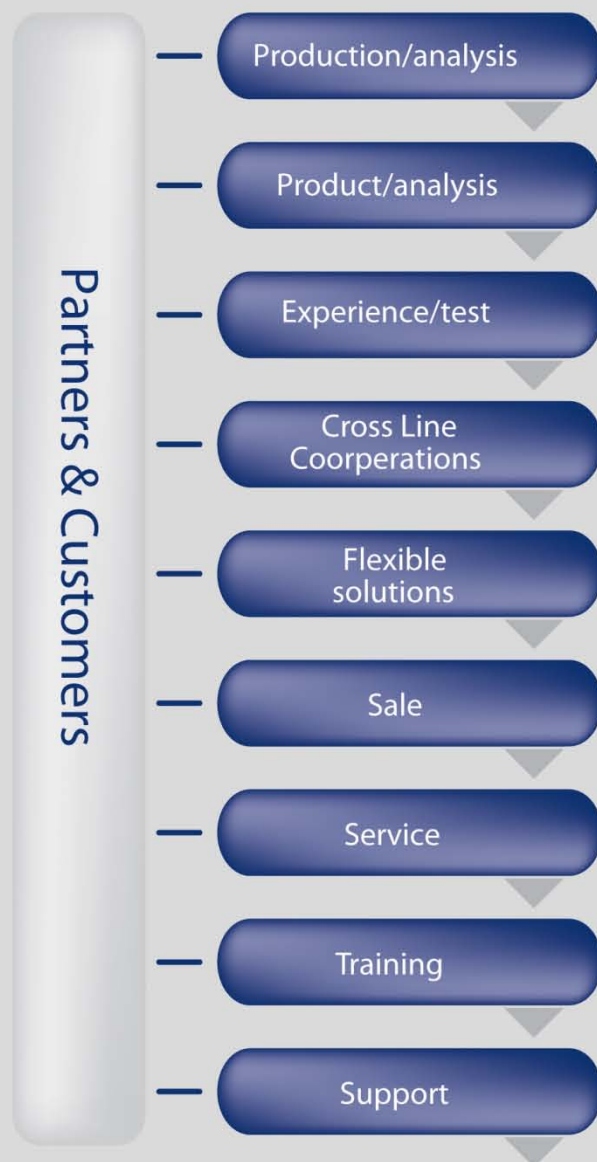 Partners & Customers
Production/analysis
Product/analysis
Experience/test
Cross Line
Coorperations
Flexible
solutions
Sale
Service
Training
Support